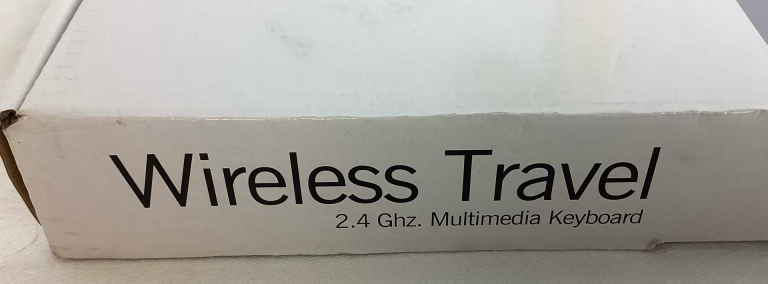 Wireless Travel
2.4 Ghz. Multimedia Keyboard